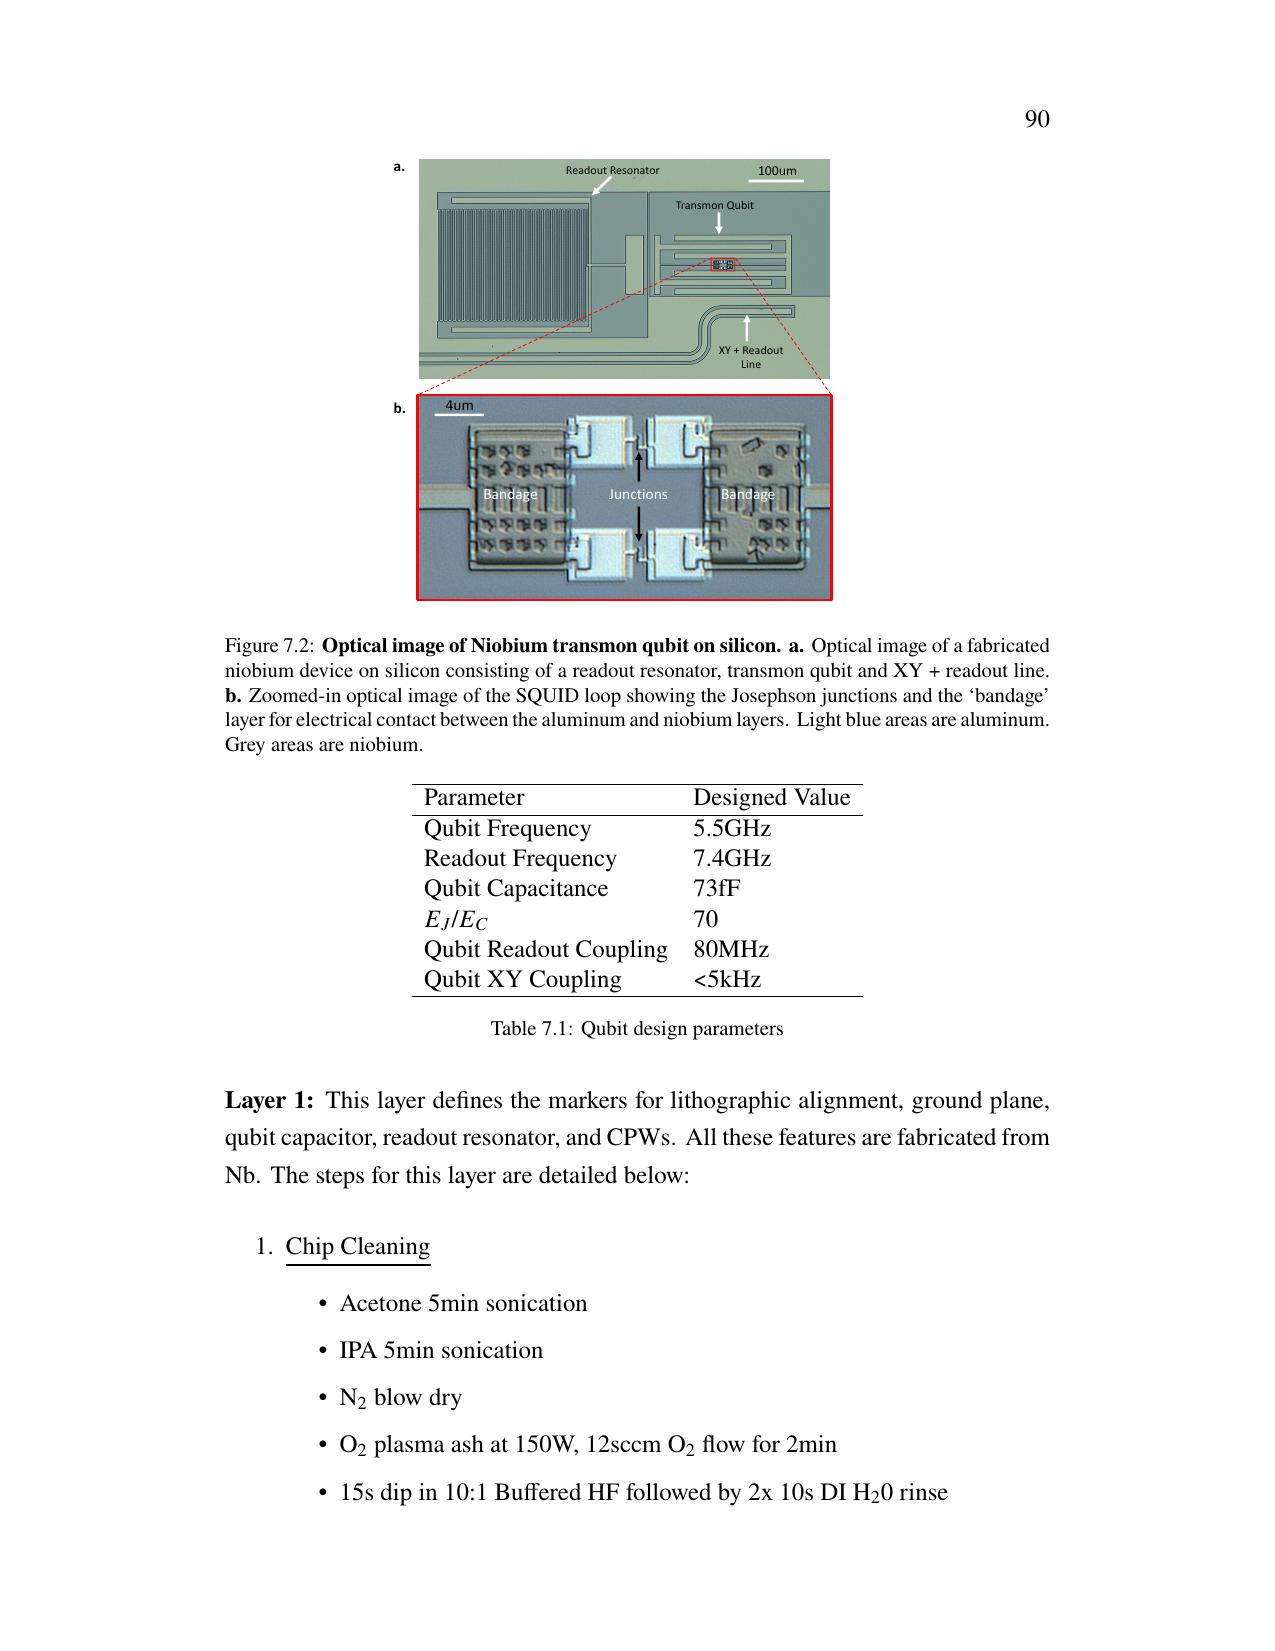 90
a.
Readout Resonator
100um
Transmon Qubit
XY + Readout
Line
b.
4um
Bandage
Junctions
Bandage
Figure 7.2: Optical image of Niobium transmon qubit on silicon. a. Optical image of a fabricated
niobium device on silicon consisting of a readout resonator, transmon qubit and XY + readout line.
b. Zoomed-in optical image of the SQUID loop showing the Josephson junctions and the ‘bandage’
layer for electrical contact between the aluminum and niobium layers. Light blue areas are aluminum.
Grey areas are niobium.
Parameter Designed Value
Qubit Frequency 5.5GHz
Readout Frequency 7.4GHz
Qubit Capacitance 73fF
E_J/E_C 70
Qubit Readout Coupling 80MHz
Qubit XY Coupling <5kHz
Table 7.1: Qubit design parameters
Layer 1: This layer defines the markers for lithographic alignment, ground plane,
qubit capacitor, readout resonator, and CPWs. All these features are fabricated from
Nb. The steps for this layer are detailed below:
1. Chip Cleaning
• Acetone 5min sonication
• IPA 5min sonication
• N₂ blow dry
• O₂ plasma ash at 150W, 12sccm O₂ flow for 2min
• 15s dip in 10:1 Buffered HF followed by 2x 10s DI H₂0 rinse